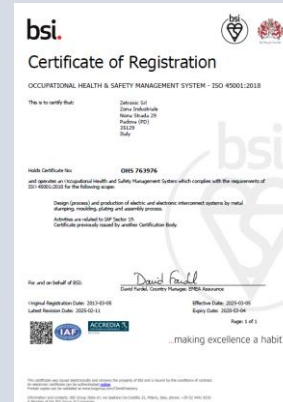 bsi.
bsi
Certificate of Registration
OCCUPATIONAL HEALTH & SAFETY MANAGEMENT SYSTEM - ISO 45001:2018
This is to certify that:
Zona Industriale
Nona Strada 29
Padova (PD)
35129
Italy
Holds Certificate No:
OHS 763976
and operates an Occupational Health and Safety Management System which complies with the requirements of
ISO 45001:2018 for the following scope:
Design (process) and production of electric and electronic interconnect systems by metal
stamping, moulding, plating and assembly process.
Activities are related to IAF Sector 19.
Certificate previously issued by another Certification Body.
For and on behalf of BSI:
David Fardel, Country Manager, EMEA Assurance
Original Registration Date: 2013-03-05
Effective Date: 2025-03-05
Latest Revision Date: 2025-02-11
Expiry Date: 2028-03-04
Page: 1 of 1
IAF
ACCREDIA
...making excellence a habit